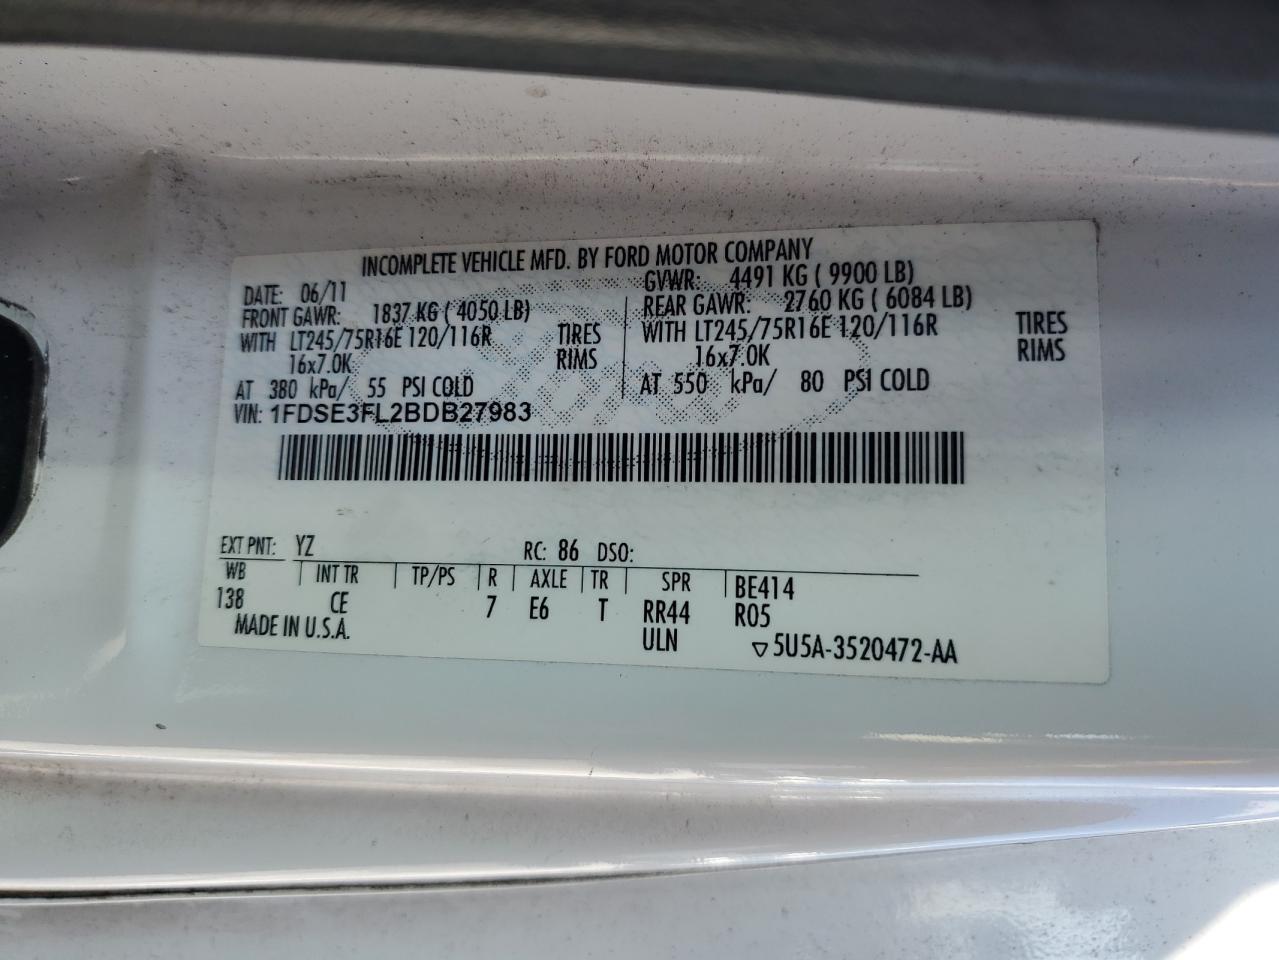 INCOMPLETE VEHICLE MFD. BY FORD MOTOR COMPANY
DATE: 06/11 GVWR: 4491 KG ( 9900 LB)
FRONT GAWR: 1837 KG ( 4050 LB) REAR GAWR: 2760 KG ( 6084 LB)
WITH LT245/75R16E 120/116R TIRES WITH LT245/75R16E 120/116R TIRES
16x7.0K RIMS 16x7.0K RIMS
AT 380 kPa/ 55 PSI COLD AT 550 kPa/ 80 PSI COLD
VIN: 1FDSE3FL2BDB27983
EXT PNT: YZ RC: 86 DSO:
WB INT TR TP/PS R AXLE TR SPR BE414
138 CE 7 E6 T RR44 R05
MADE IN U.S.A. ULN ▽5U5A-3520472-AA